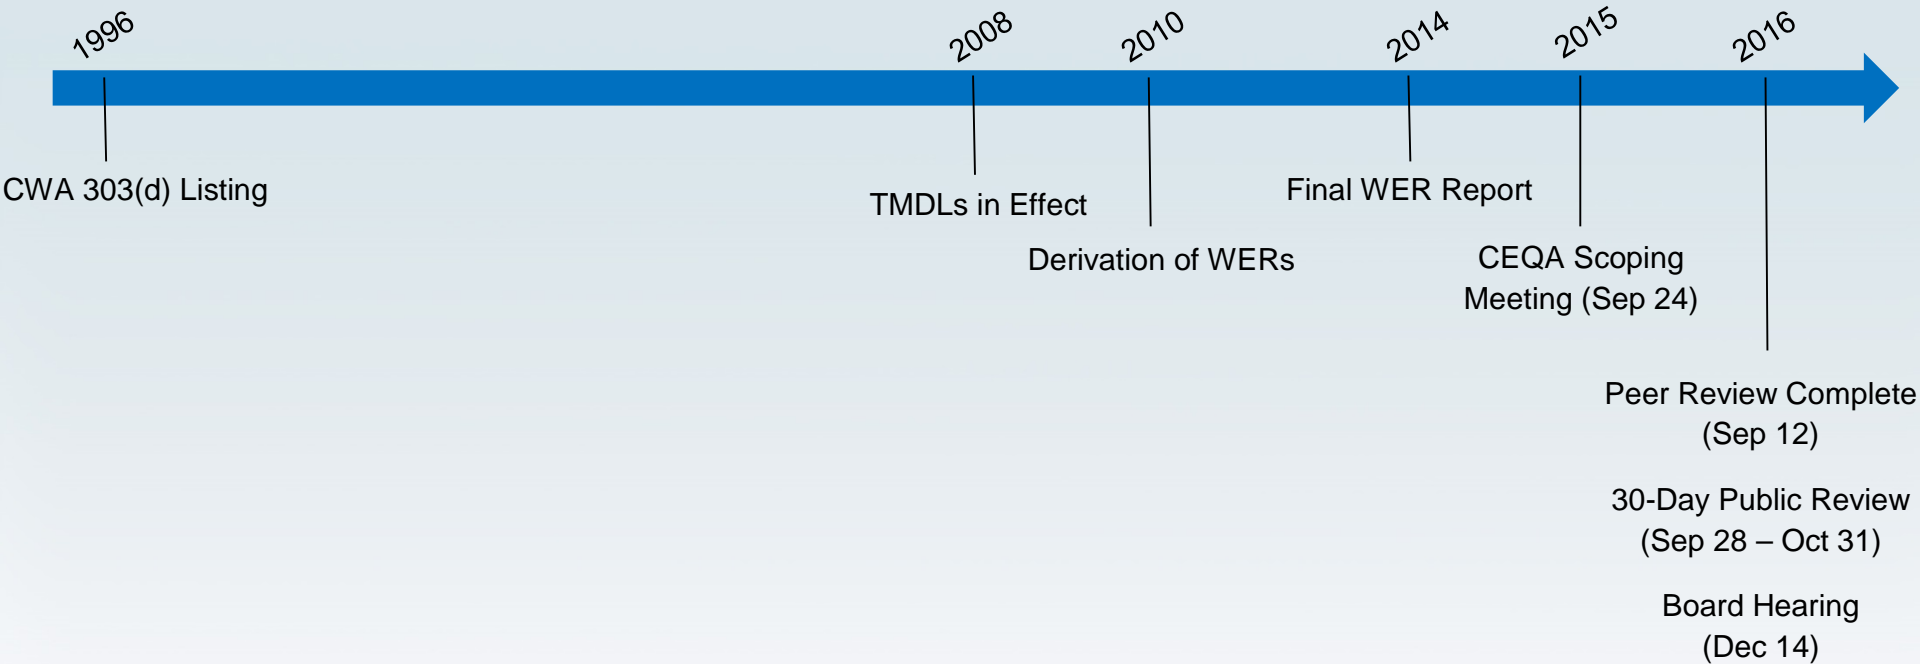 1996
2008
2010
2014
2015
2016
CWA 303(d) Listing
TMDLs in Effect
Derivation of WERs
Final WER Report
CEQA Scoping
Meeting (Sep 24)
Peer Review Complete
(Sep 12)
30-Day Public Review
(Sep 28 – Oct 31)
Board Hearing
(Dec 14)